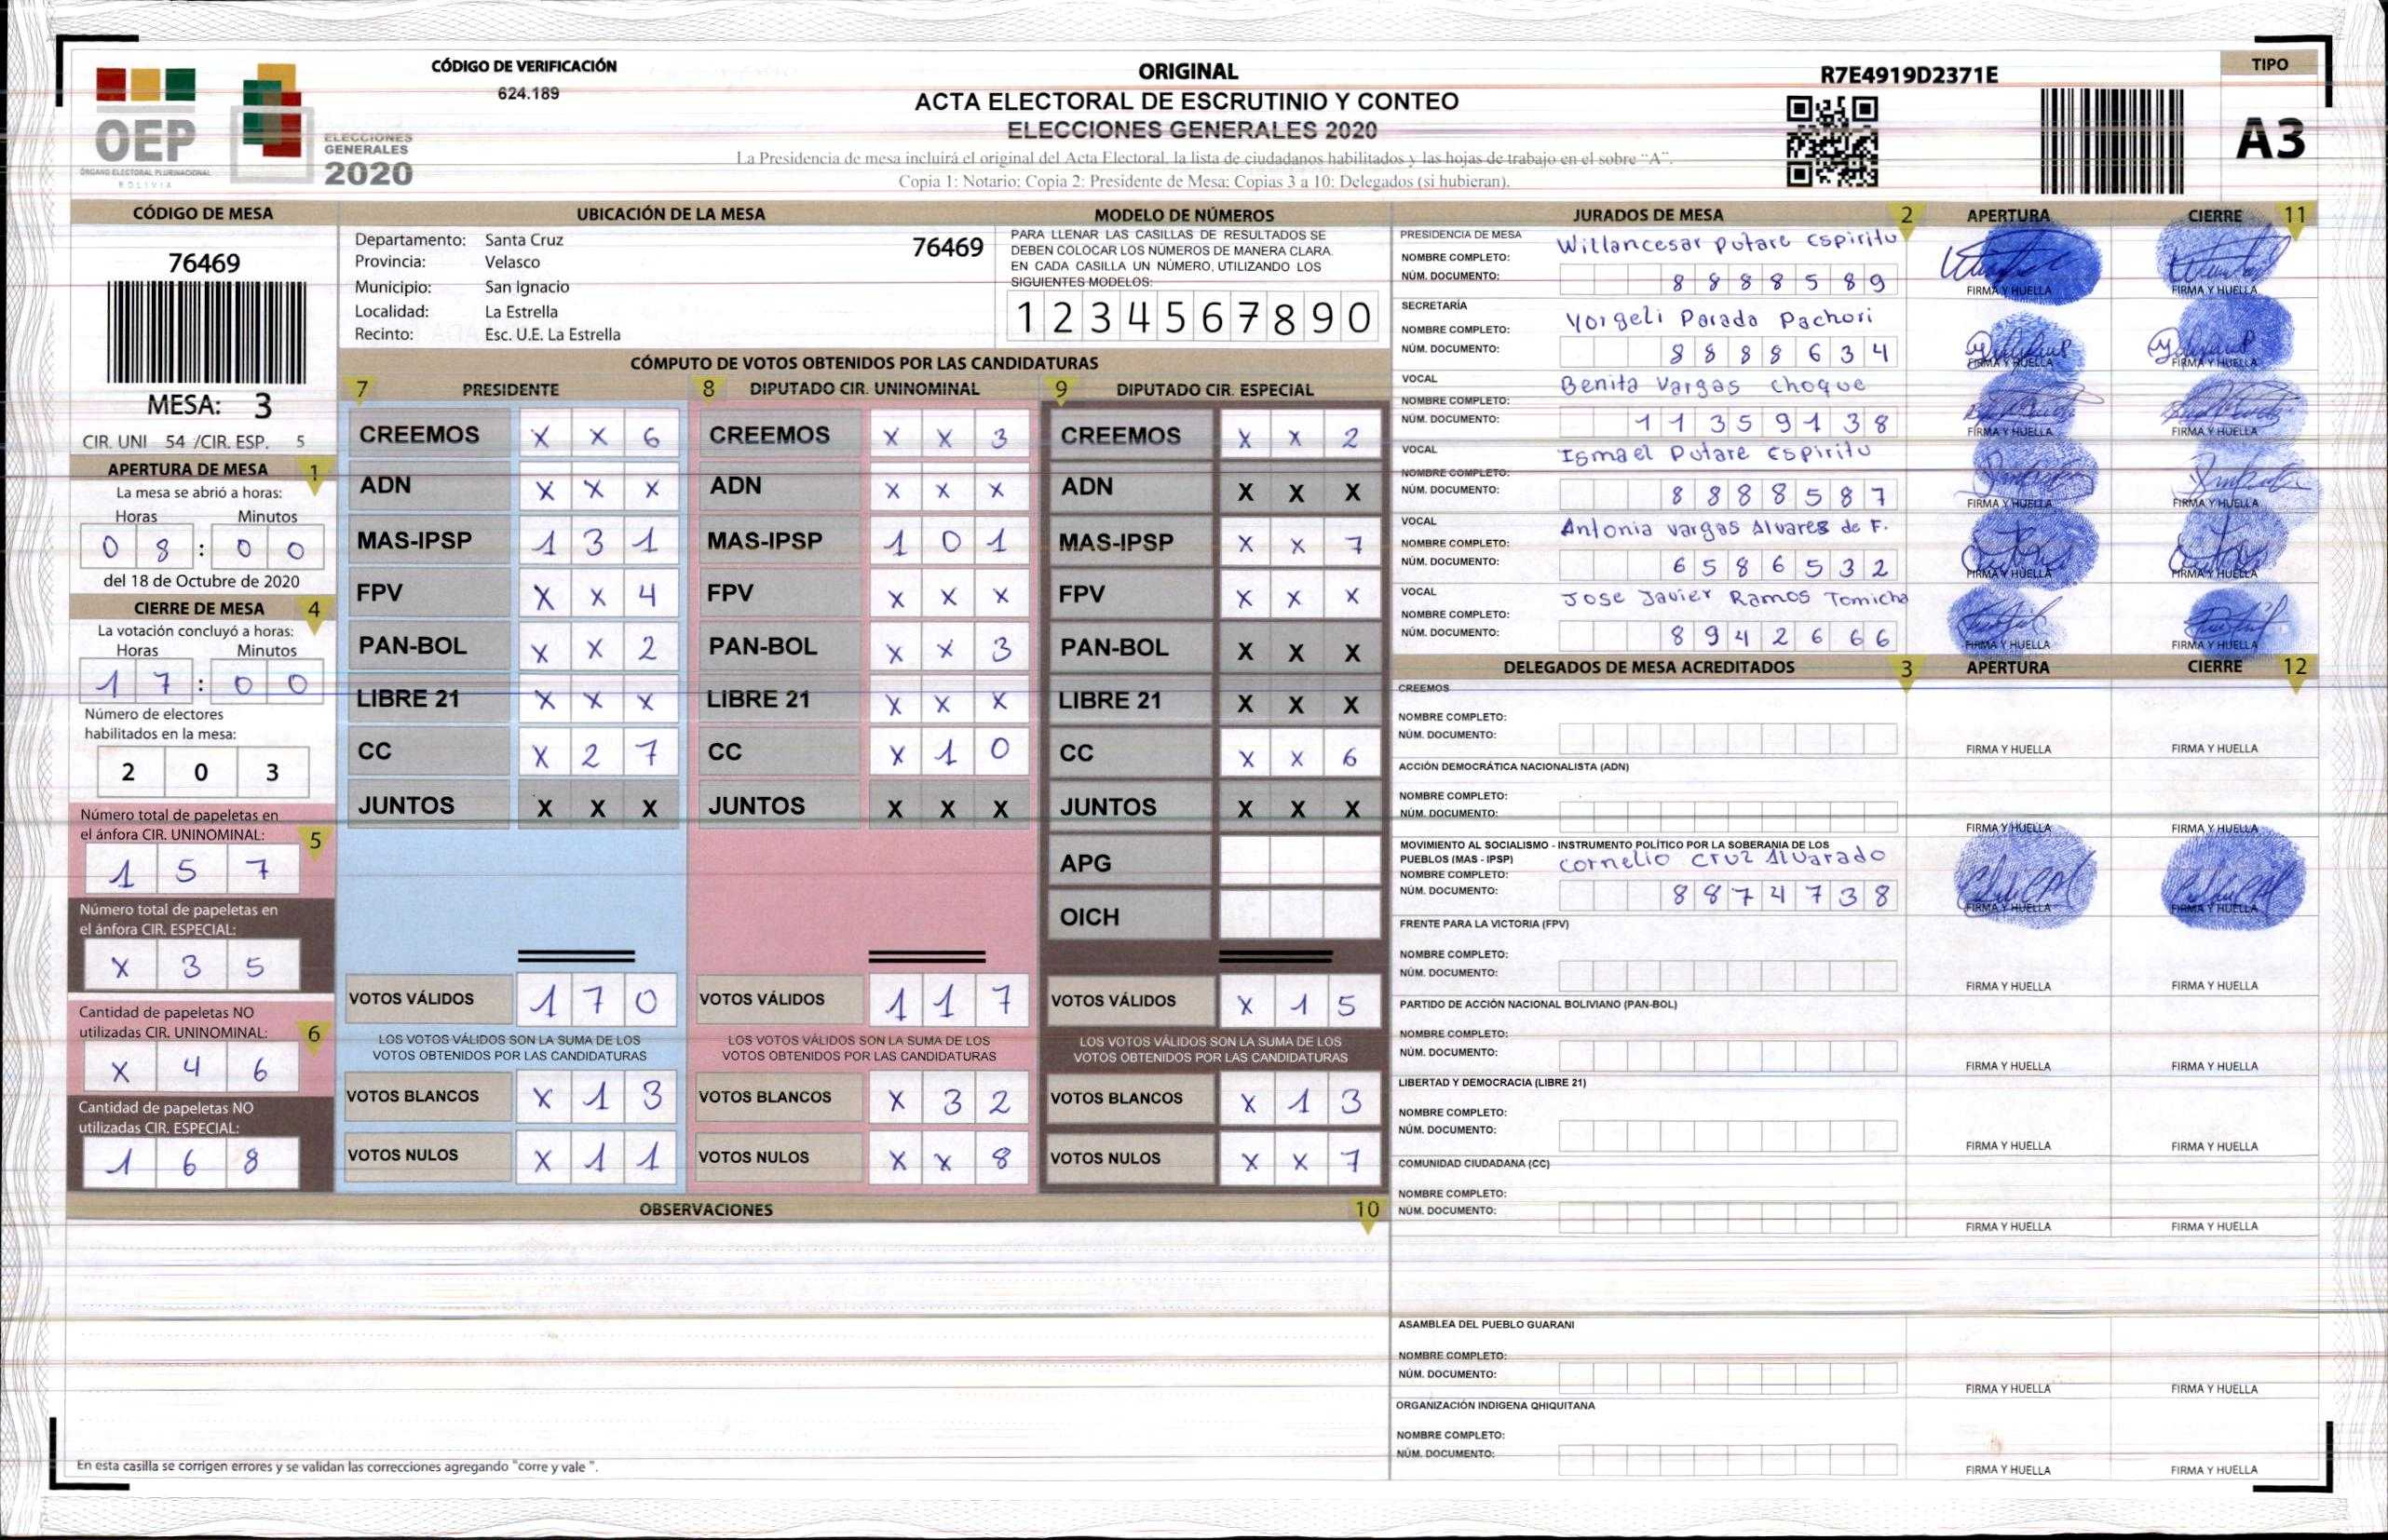 CÓDIGO DE VERIFICACIÓN
624.189
OEP
ÓRGANO ELECTORAL PLURINACIONAL
BOLIVIA
ELECCIONES
GENERALES
2020
ORIGINAL
ACTA ELECTORAL DE ESCRUTINIO Y CONTEO
ELECCIONES GENERALES 2020
La Presidencia de mesa incluirá el original del Acta Electoral, la lista de ciudadanos habilitados y las hojas de trabajo en el sobre "A".
Copia 1: Notario; Copia 2: Presidente de Mesa; Copias 3 a 10: Delegados (si hubieran).
R7E4919D2371E
TIPO
A3
CÓDIGO DE MESA
76469
MESA: 3
CIR. UNI 54 /CIR. ESP. 5
APERTURA DE MESA 1
La mesa se abrió a horas:
Horas Minutos
0 8 : 0 0
del 18 de Octubre de 2020
CIERRE DE MESA 4
La votación concluyó a horas:
Horas Minutos
1 7 : 0 0
Número de electores
habilitados en la mesa:
2 0 3
Número total de papeletas en
el ánfora CIR. UNINOMINAL: 5
1 5 7
Número total de papeletas en
el ánfora CIR. ESPECIAL:
X 3 5
Cantidad de papeletas NO
utilizadas CIR. UNINOMINAL: 6
X 4 6
Cantidad de papeletas NO
utilizadas CIR. ESPECIAL:
1 6 8
UBICACIÓN DE LA MESA
Departamento: Santa Cruz 76469
Provincia: Velasco
Municipio: San Ignacio
Localidad: La Estrella
Recinto: Esc. U.E. La Estrella
MODELO DE NÚMEROS
PARA LLENAR LAS CASILLAS DE RESULTADOS SE
DEBEN COLOCAR LOS NÚMEROS DE MANERA CLARA.
EN CADA CASILLA UN NÚMERO, UTILIZANDO LOS
SIGUIENTES MODELOS:
1 2 3 4 5 6 7 8 9 0
CÓMPUTO DE VOTOS OBTENIDOS POR LAS CANDIDATURAS
7 PRESIDENTE 8 DIPUTADO CIR. UNINOMINAL 9 DIPUTADO CIR. ESPECIAL
CREEMOS X X 6 CREEMOS X X 3 CREEMOS X X 2
ADN X X X ADN X X X ADN X X X
MAS-IPSP 1 3 1 MAS-IPSP 1 0 1 MAS-IPSP X X 7
FPV X X 4 FPV X X X FPV X X X
PAN-BOL X X 2 PAN-BOL X X 3 PAN-BOL X X X
LIBRE 21 X X X LIBRE 21 X X X LIBRE 21 X X X
CC X 2 7 CC X 1 0 CC X X 6
JUNTOS X X X JUNTOS X X X JUNTOS X X X
APG
OICH
VOTOS VÁLIDOS 1 7 0 VOTOS VÁLIDOS 1 1 7 VOTOS VÁLIDOS X 1 5
LOS VOTOS VÁLIDOS SON LA SUMA DE LOS LOS VOTOS VÁLIDOS SON LA SUMA DE LOS LOS VOTOS VÁLIDOS SON LA SUMA DE LOS
VOTOS OBTENIDOS POR LAS CANDIDATURAS VOTOS OBTENIDOS POR LAS CANDIDATURAS VOTOS OBTENIDOS POR LAS CANDIDATURAS
VOTOS BLANCOS X 1 3 VOTOS BLANCOS X 3 2 VOTOS BLANCOS X 1 3
VOTOS NULOS X 1 1 VOTOS NULOS X X 8 VOTOS NULOS X X 7
OBSERVACIONES 10
En esta casilla se corrigen errores y se validan las correcciones agregando "corre y vale ".
JURADOS DE MESA 2 APERTURA CIERRE 11
PRESIDENCIA DE MESA
NOMBRE COMPLETO: Willancesar Putare Espiritu
NÚM. DOCUMENTO: 8 8 8 8 5 8 9
FIRMA Y HUELLA FIRMA Y HUELLA
SECRETARÍA
NOMBRE COMPLETO: Yorgeli Parada Pachori
NÚM. DOCUMENTO: 8 8 8 8 6 3 4
FIRMA Y HUELLA FIRMA Y HUELLA
VOCAL
NOMBRE COMPLETO: Benita Vargas choque
NÚM. DOCUMENTO: 1 1 3 5 9 1 3 8
FIRMA Y HUELLA FIRMA Y HUELLA
VOCAL
NOMBRE COMPLETO: Ismael Putare Espiritu
NÚM. DOCUMENTO: 8 8 8 8 5 8 7
FIRMA Y HUELLA FIRMA Y HUELLA
VOCAL
NOMBRE COMPLETO: Antonia vargas Alvares de F.
NÚM. DOCUMENTO: 6 5 8 6 5 3 2
FIRMA Y HUELLA FIRMA Y HUELLA
VOCAL
NOMBRE COMPLETO: Jose Javier Ramos Tomicha
NÚM. DOCUMENTO: 8 9 4 2 6 6 6
FIRMA Y HUELLA FIRMA Y HUELLA
DELEGADOS DE MESA ACREDITADOS 3 APERTURA CIERRE 12
CREEMOS
NOMBRE COMPLETO:
NÚM. DOCUMENTO:
FIRMA Y HUELLA FIRMA Y HUELLA
ACCIÓN DEMOCRÁTICA NACIONALISTA (ADN)
NOMBRE COMPLETO:
NÚM. DOCUMENTO:
FIRMA Y HUELLA FIRMA Y HUELLA
MOVIMIENTO AL SOCIALISMO - INSTRUMENTO POLÍTICO POR LA SOBERANIA DE LOS
PUEBLOS (MAS - IPSP)
NOMBRE COMPLETO: cornelio cruz Alvarado
NÚM. DOCUMENTO: 8 8 7 4 7 3 8
FIRMA Y HUELLA FIRMA Y HUELLA
FRENTE PARA LA VICTORIA (FPV)
NOMBRE COMPLETO:
NÚM. DOCUMENTO:
FIRMA Y HUELLA FIRMA Y HUELLA
PARTIDO DE ACCIÓN NACIONAL BOLIVIANO (PAN-BOL)
NOMBRE COMPLETO:
NÚM. DOCUMENTO:
FIRMA Y HUELLA FIRMA Y HUELLA
LIBERTAD Y DEMOCRACIA (LIBRE 21)
NOMBRE COMPLETO:
NÚM. DOCUMENTO:
FIRMA Y HUELLA FIRMA Y HUELLA
COMUNIDAD CIUDADANA (CC)
NOMBRE COMPLETO:
NÚM. DOCUMENTO:
FIRMA Y HUELLA FIRMA Y HUELLA
ASAMBLEA DEL PUEBLO GUARANI
NOMBRE COMPLETO:
NÚM. DOCUMENTO:
FIRMA Y HUELLA FIRMA Y HUELLA
ORGANIZACIÓN INDIGENA QHIQUITANA
NOMBRE COMPLETO:
NÚM. DOCUMENTO:
FIRMA Y HUELLA FIRMA Y HUELLA